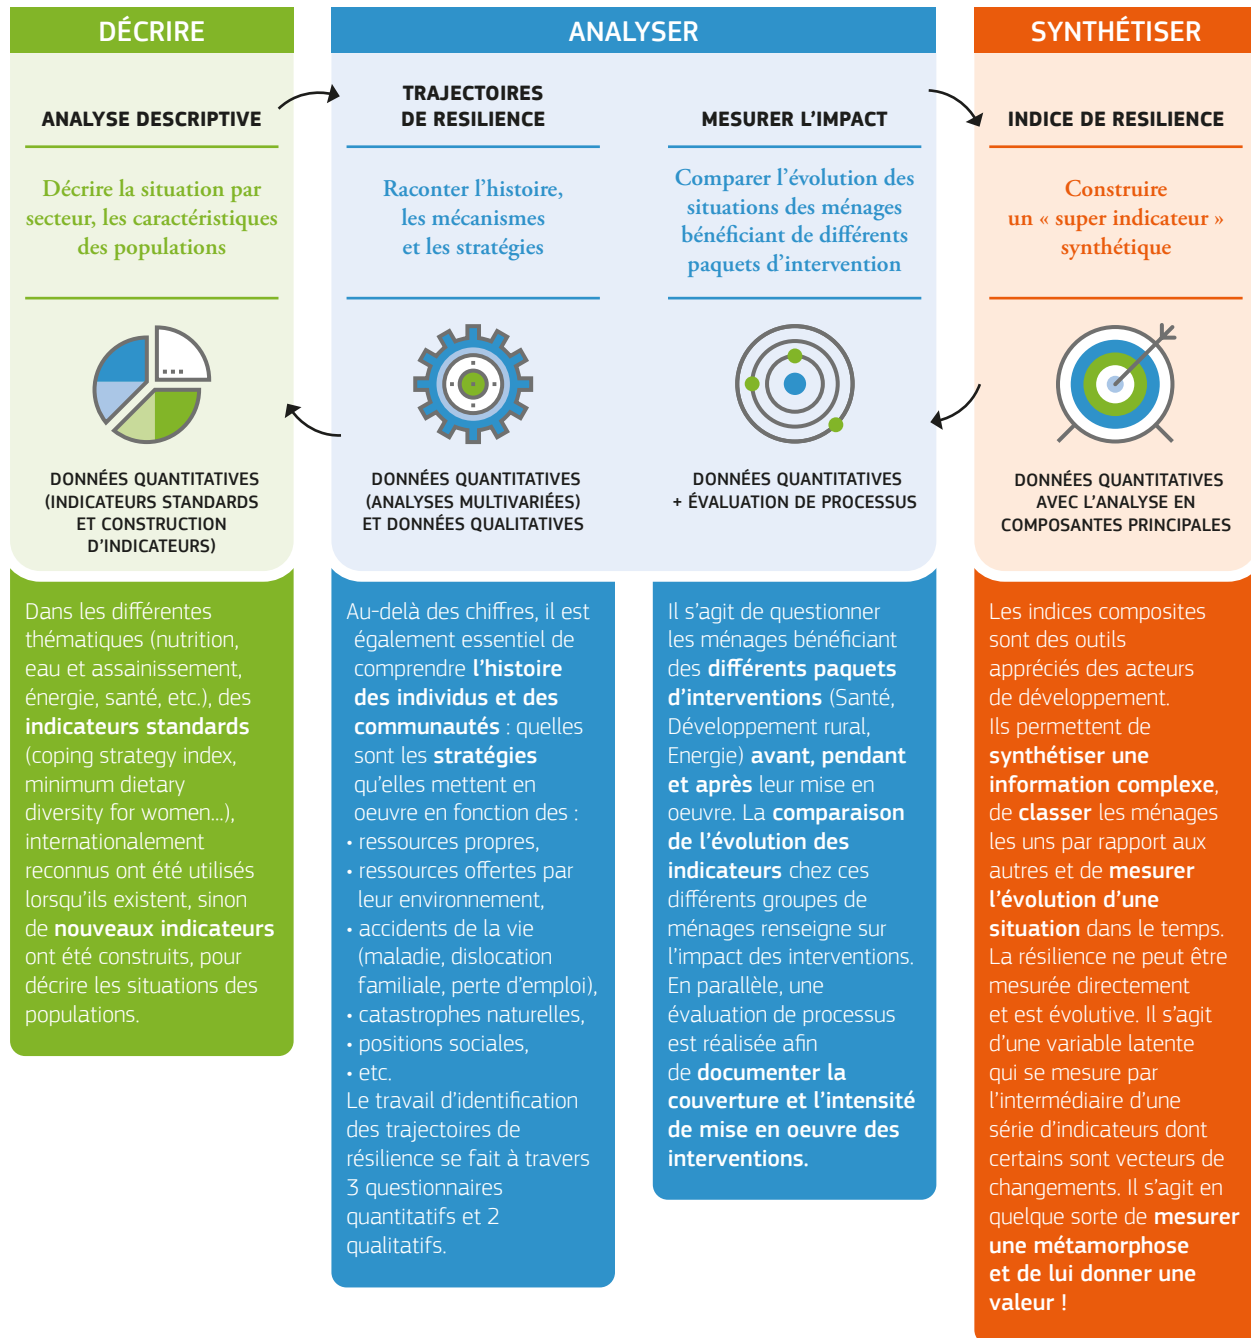 DÉCRIRE
ANALYSE DESCRIPTIVE
Décrire la situation par
secteur, les caractéristiques
des populations
DONNÉES QUANTITATIVES
(INDICATEURS STANDARDS
ET CONSTRUCTION
D'INDICATEURS)
Dans les différentes
thématiques (nutrition,
eau et assainissement,
énergie, santé, etc.), des
indicateurs standards
(coping strategy index,
minimum dietary
diversity for women...),
internationalement
reconnus ont été utilisés
lorsqu'ils existent, sinon
de nouveaux indicateurs
ont été construits, pour
décrire les situations des
populations.
ANALYSER
TRAJECTOIRES
DE RESILIENCE
Raconter l'histoire,
les mécanismes
et les stratégies
DONNÉES QUANTITATIVES
(ANALYSES MULTIVARIÉES)
ET DONNÉES QUALITATIVES
Au-delà des chiffres, il est
également essentiel de
comprendre l'histoire
des individus et des
communautés : quelles
sont les stratégies
qu'elles mettent en
oeuvre en fonction des :
• ressources propres,
• ressources offertes par
leur environnement,
• accidents de la vie
(maladie, dislocation
familiale, perte d'emploi),
• catastrophes naturelles,
• positions sociales,
• etc.
Le travail d'identification
des trajectoires de
résilience se fait à travers
3 questionnaires
quantitatifs et 2
qualitatifs.
MESURER L'IMPACT
Comparer l'évolution des
situations des ménages
bénéficiant de différents
paquets d'intervention
DONNÉES QUANTITATIVES
+ ÉVALUATION DE PROCESSUS
Il s'agit de questionner
les ménages bénéficiant
des différents paquets
d'interventions (Santé,
Développement rural,
Energie) avant, pendant
et après leur mise en
oeuvre. La comparaison
de l'évolution des
indicateurs chez ces
différents groupes de
ménages renseigne sur
l'impact des interventions.
En parallèle, une
évaluation de processus
est réalisée afin
de documenter la
couverture et l'intensité
de mise en oeuvre des
interventions.
SYNTHÉTISER
INDICE DE RESILIENCE
Construire
un « super indicateur »
synthétique
DONNÉES QUANTITATIVES
AVEC L'ANALYSE EN
COMPOSANTES PRINCIPALES
Les indices composites
sont des outils
appréciés des acteurs
de développement.
Ils permettent de
synthétiser une
information complexe,
de classer les ménages
les uns par rapport aux
autres et de mesurer
l'évolution d'une
situation dans le temps.
La résilience ne peut être
mesurée directement
et est évolutive. Il s'agit
d'une variable latente
qui se mesure par
l'intermédiaire d'une
série d'indicateurs dont
certains sont vecteurs de
changements. Il s'agit en
quelque sorte de mesurer
une métamorphose
et de lui donner une
valeur !